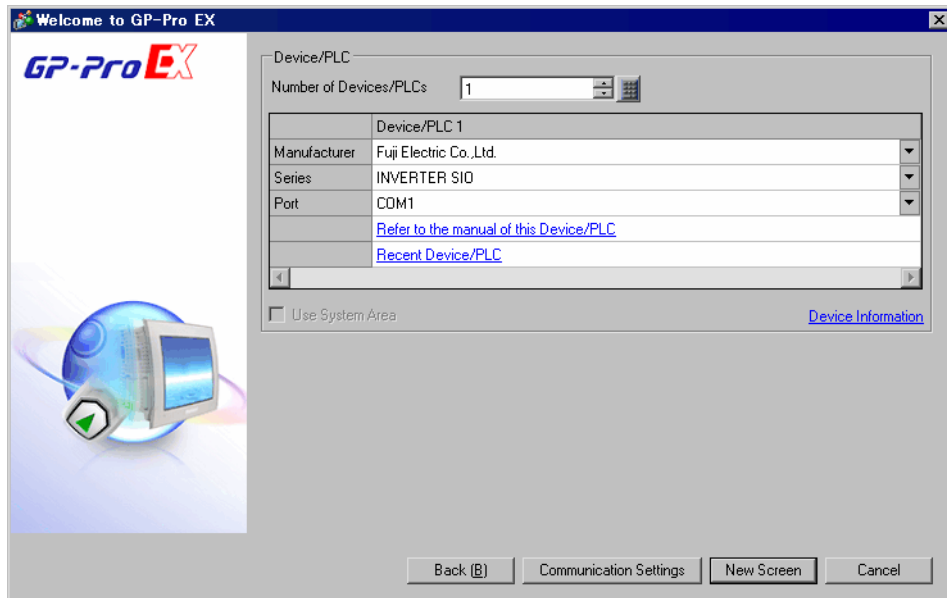 Welcome to GP-Pro EX
GP-Pro EX
Device/PLC
Number of Devices/PLCs 1
Device/PLC 1
Manufacturer Fuji Electric Co.,Ltd.
Series INVERTER SIO
Port COM1
Refer to the manual of this Device/PLC
Recent Device/PLC
Use System Area Device Information
Back (B) Communication Settings New Screen Cancel